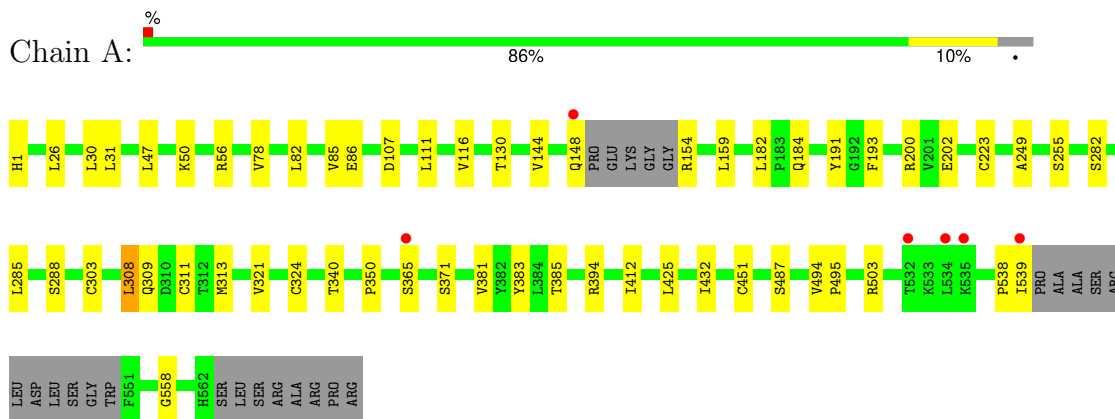 %
Chain A:
86% 10% •
H1 L26 L30 L31 L47 K50 R56 V78 L82 V85 E86 D107 L111 V116 T130 V144 Q148 PRO GLU LYS GLY GLY R154 L159 L182 P183 Q184 Y191 G192 F193 R200 V201 E202 C223 A249 S255 S282
L285 S288 C303 L308 Q309 D310 C311 T312 M313 V321 C324 T340 P350 S365 S371 V381 Y382 Y383 L384 T385 R394 I412 L425 I432 C451 S487 V494 P495 R503 T532 K533 L534 K535 P538 I539 PRO ALA ALA SER ARG
LEU ASP LEU SER GLY TRP F551 G558 H562 SER LEU SER ARG ALA ARG PRO ARG